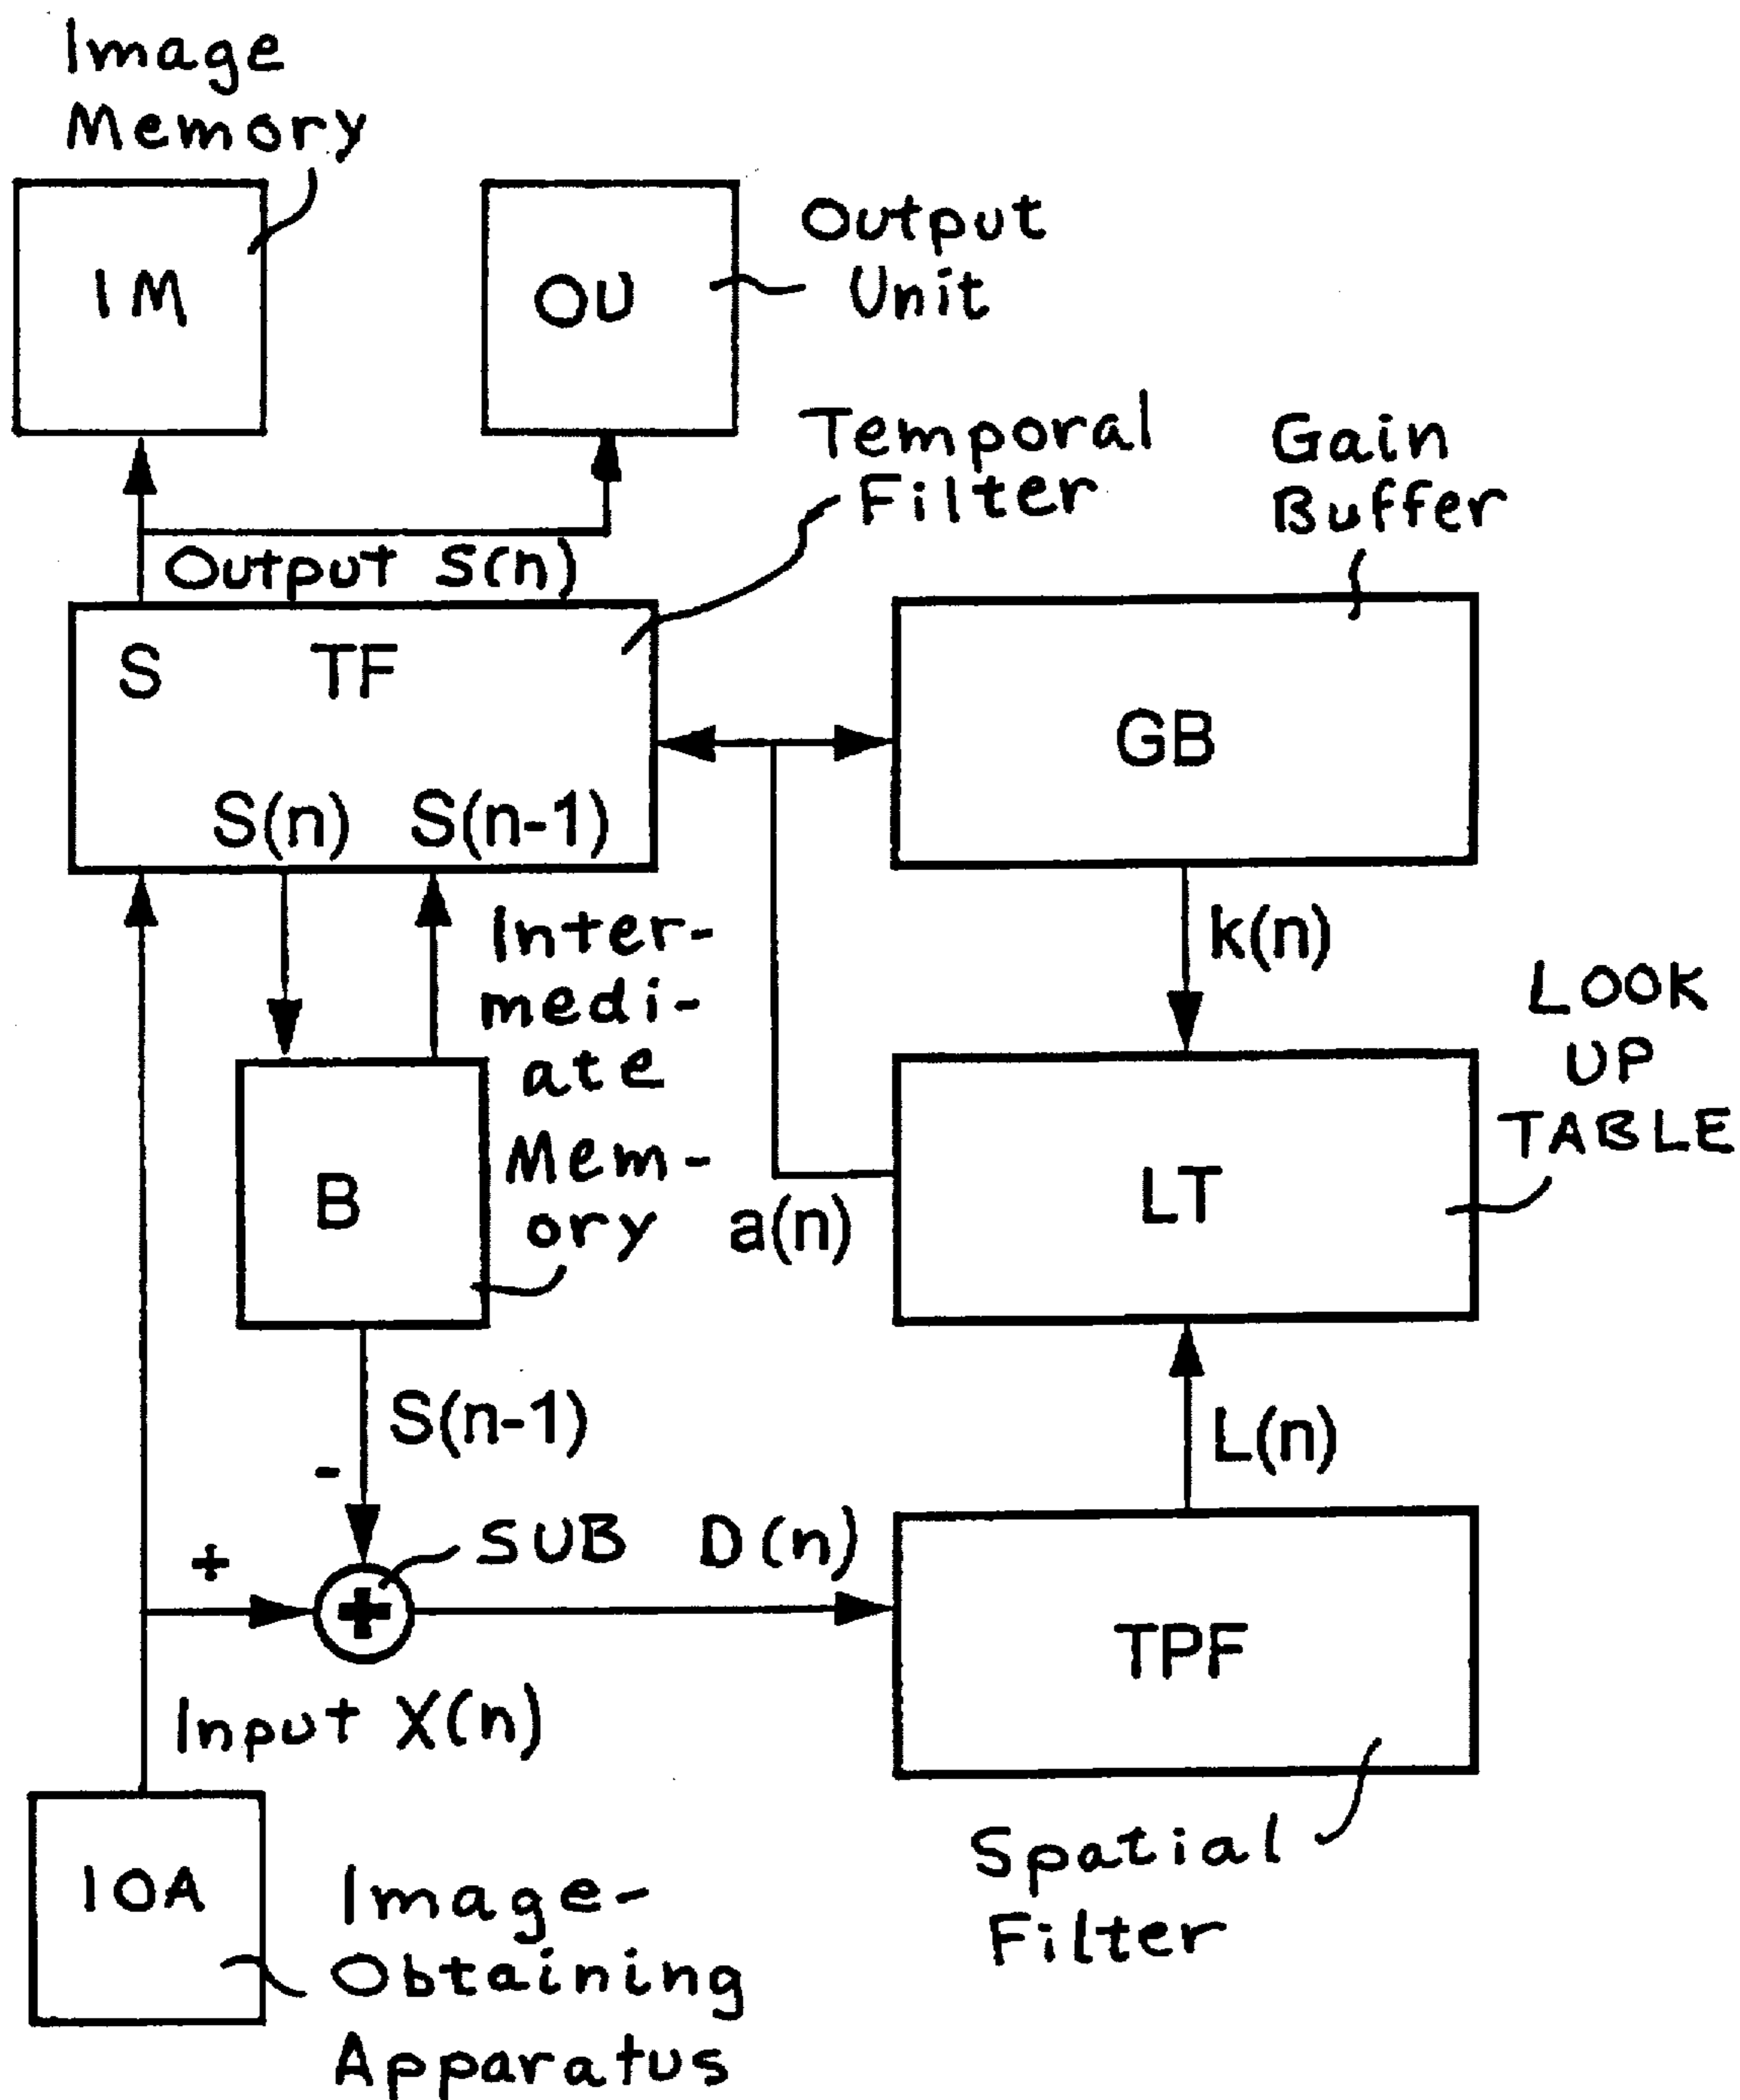 Image
Memory
IM
OU
Output
Unit
Temporal
Filter
Gain
Buffer
Output S(n)
S TF
S(n) S(n-1)
GB
k(n)
Inter-
medi-
ate
Mem-
ory
B
a(n)
LOOK
UP
TABLE
LT
S(n-1)
-
L(n)
+
SUB D(n)
+
TPF
Input X(n)
Spatial
Filter
IOA
Image-
Obtaining
Apparatus